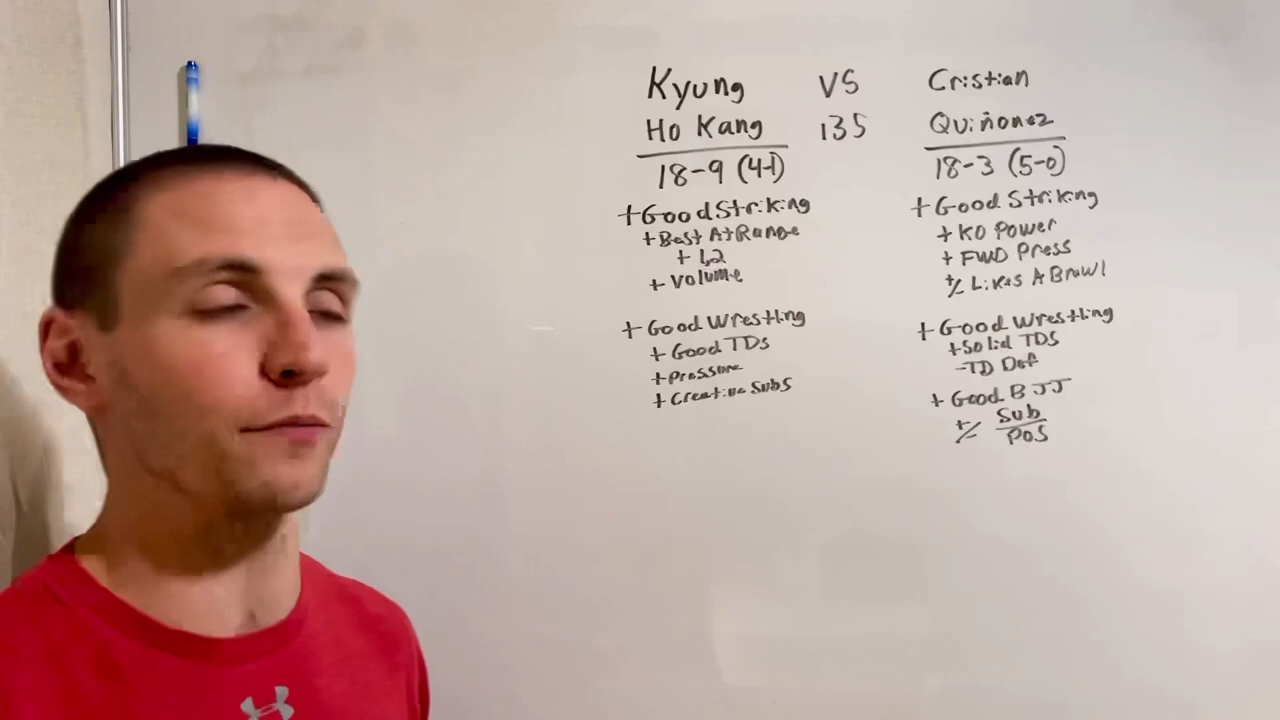 Kyung VS Cristian
Ho Kang 135 Quiñonez
18-9 (4-1)
+Good Striking
+Best At Range
+1,2
+Volume
+Good Wrestling
+Good TDs
+Pressure
+Creative Subs
18-3 (5-0)
+Good Striking
+KO Power
+FWD Press
+/- Likes A Brawl
+Good Wrestling
+Solid TDS
-TD Def
+Good BJJ
+/- Sub
Pos